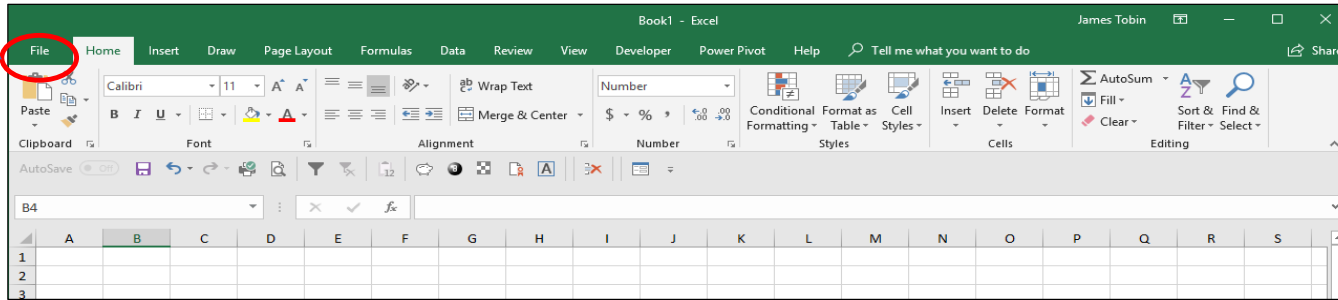 Book1 - Excel
James Tobin
File Home Insert Draw Page Layout Formulas Data Review View Developer Power Pivot Help Tell me what you want to do Share
Calibri 11 A A ab Wrap Text Number AutoSum
Paste B I U A Merge & Center $ % , Conditional Formatting Format as Table Cell Styles Insert Delete Format Fill Clear Sort & Filter Find & Select
Clipboard Font Alignment Number Styles Cells Editing
AutoSave Off 12 A
B4 fx
A B C D E F G H I J K L M N O P Q R S
1
2
3